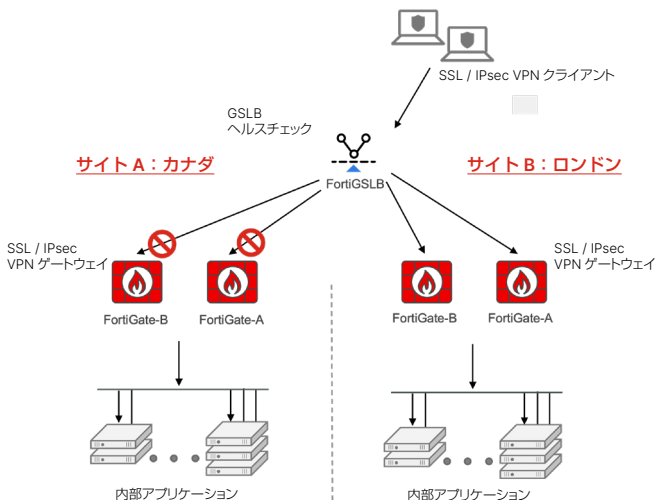 SSL / IPsec VPN クライアント
GSLB
ヘルスチェック
サイト A：カナダ
サイト B：ロンドン
FortiGSLB
SSL / IPsec
VPN ゲートウェイ
SSL / IPsec
VPN ゲートウェイ
FortiGate-B
FortiGate-A
FortiGate-B
FortiGate-A
内部アプリケーション
内部アプリケーション